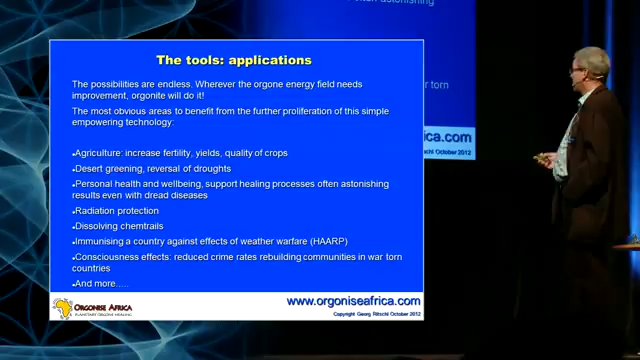 The tools: applications
The possibilities are endless. Wherever the orgone energy field needs
improvement, orgonite will do it!
The most obvious areas to benefit from the further proliferation of this simple
empowering technology:
Agriculture: increase fertility, yields, quality of crops
Desert greening, reversal of droughts
Personal health and wellbeing, support healing processes often astonishing
results even with dread diseases
Radiation protection
Dissolving chemtrails
Immunising a country against effects of weather warfare (HAARP)
Consciousness effects: reduced crime rates rebuilding communities in war torn
countries
And more.....
ORGONISE AFRICA
PLANETARY ORGONE HEALING
www.orgoniseafrica.com
Copyright Georg Ritschl October 2012
astonishing
torn
ica.com
Ritschl October 2012